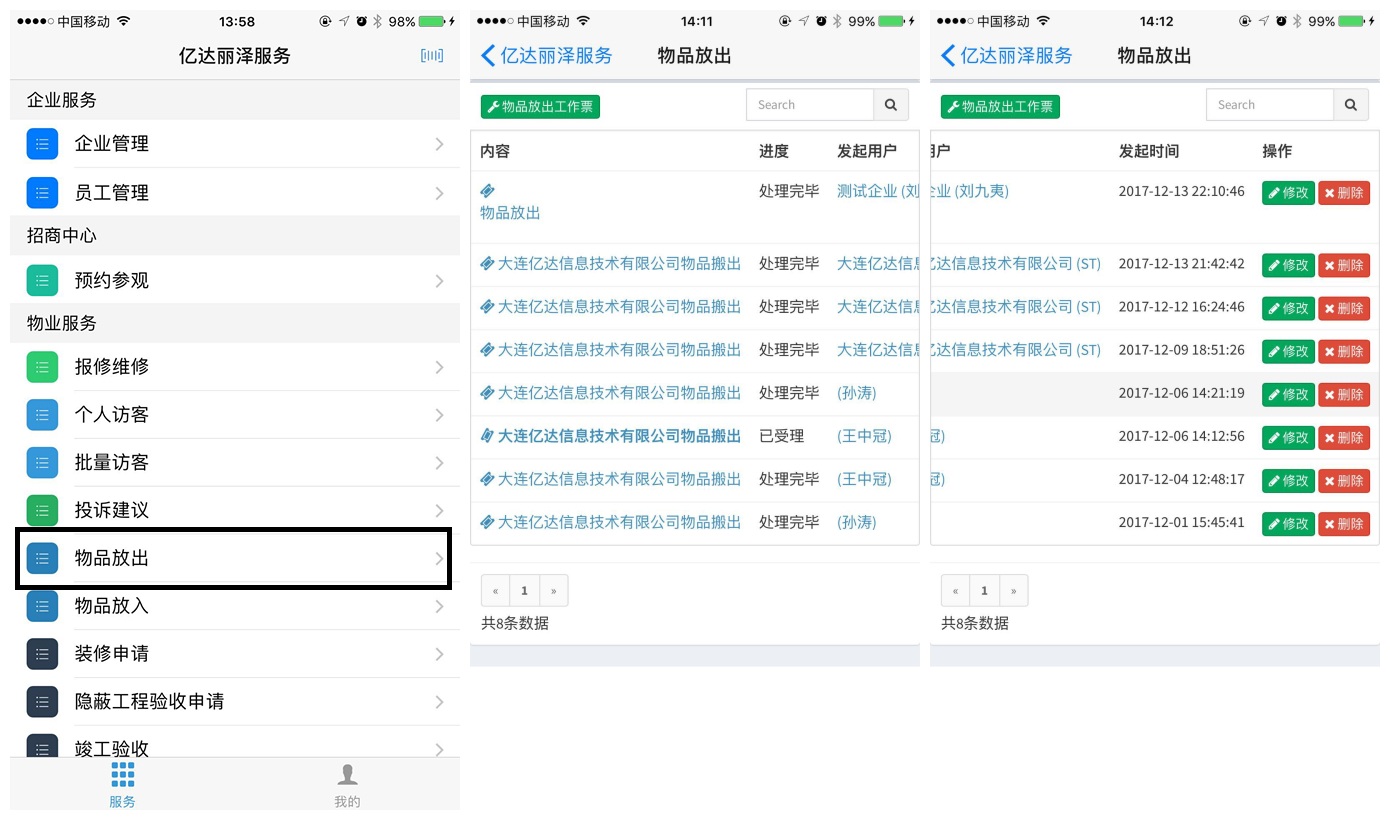 中国移动 13:58 98%
亿达丽泽服务
企业服务
企业管理
员工管理
招商中心
预约参观
物业服务
报修维修
个人访客
批量访客
投诉建议
物品放出
物品放入
装修申请
隐蔽工程验收申请
竣工验收
服务 我的
中国移动 14:11 99%
亿达丽泽服务 物品放出
物品放出工作票 Search
内容 进度 发起用户
物品放出 处理完毕 测试企业 (刘
大连亿达信息技术有限公司物品搬出 处理完毕 大连亿达信息
大连亿达信息技术有限公司物品搬出 处理完毕 大连亿达信息
大连亿达信息技术有限公司物品搬出 处理完毕 大连亿达信息
大连亿达信息技术有限公司物品搬出 处理完毕 (孙涛)
大连亿达信息技术有限公司物品搬出 已受理 (王中冠)
大连亿达信息技术有限公司物品搬出 处理完毕 (王中冠)
大连亿达信息技术有限公司物品搬出 处理完毕 (孙涛)
« 1 »
共8条数据
中国移动 14:12 99%
亿达丽泽服务 物品放出
物品放出工作票 Search
用户 发起时间 操作
企业 (刘九夷) 2017-12-13 22:10:46 修改 删除
亿达信息技术有限公司 (ST) 2017-12-13 21:42:42 修改 删除
亿达信息技术有限公司 (ST) 2017-12-12 16:24:46 修改 删除
亿达信息技术有限公司 (ST) 2017-12-09 18:51:26 修改 删除
2017-12-06 14:21:19 修改 删除
冠) 2017-12-06 14:12:56 修改 删除
冠) 2017-12-04 12:48:17 修改 删除
2017-12-01 15:45:41 修改 删除
« 1 »
共8条数据